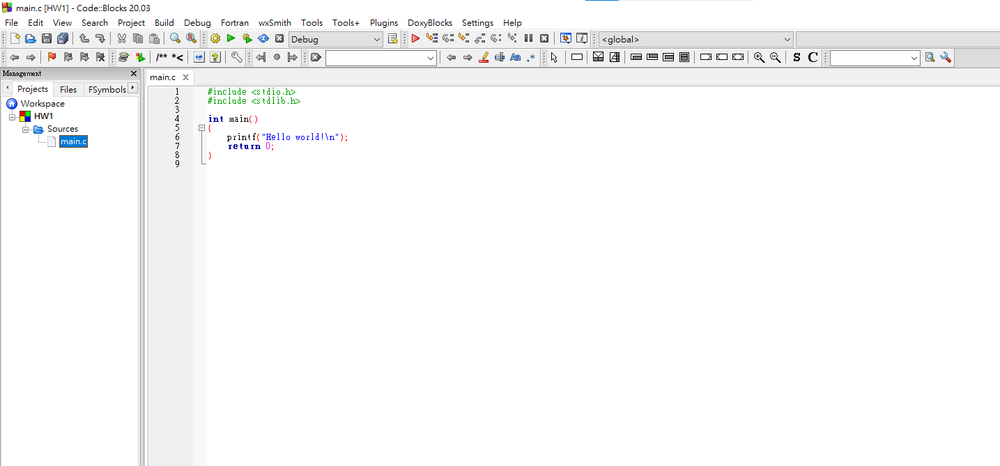 main.c [HW1] - Code::Blocks 20.03
File Edit View Search Project Build Debug Fortran wxSmith Tools Tools+ Plugins DoxyBlocks Settings Help
Debug <global>
/** *< S C
Management
main.c
Projects Files FSymbols
Workspace
HW1
Sources
main.c
1 #include <stdio.h>
2 #include <stdlib.h>
3
4 int main()
5 {
6 printf("Hello world!\n");
7 return 0;
8 }
9